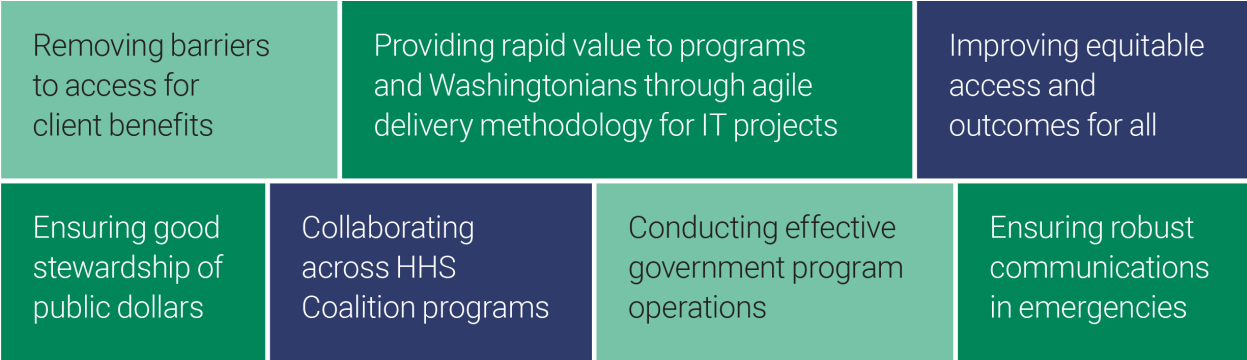 Removing barriers
to access for
client benefits
Providing rapid value to programs
and Washingtonians through agile
delivery methodology for IT projects
Improving equitable
access and
outcomes for all
Ensuring good
stewardship of
public dollars
Collaborating
across HHS
Coalition programs
Conducting effective
government program
operations
Ensuring robust
communications
in emergencies